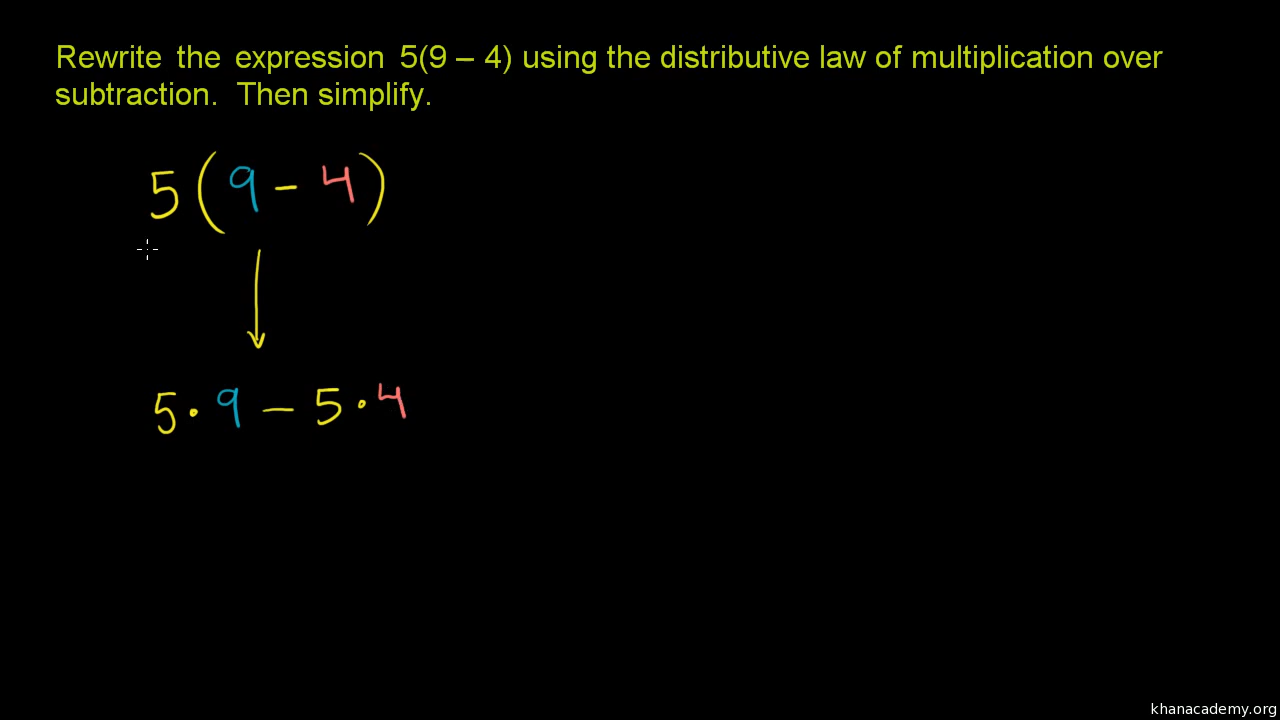 Rewrite the expression 5(9 – 4) using the distributive law of multiplication over
subtraction. Then simplify.
5(9 - 4)
5 · 9 - 5 · 4
khanacademy.org